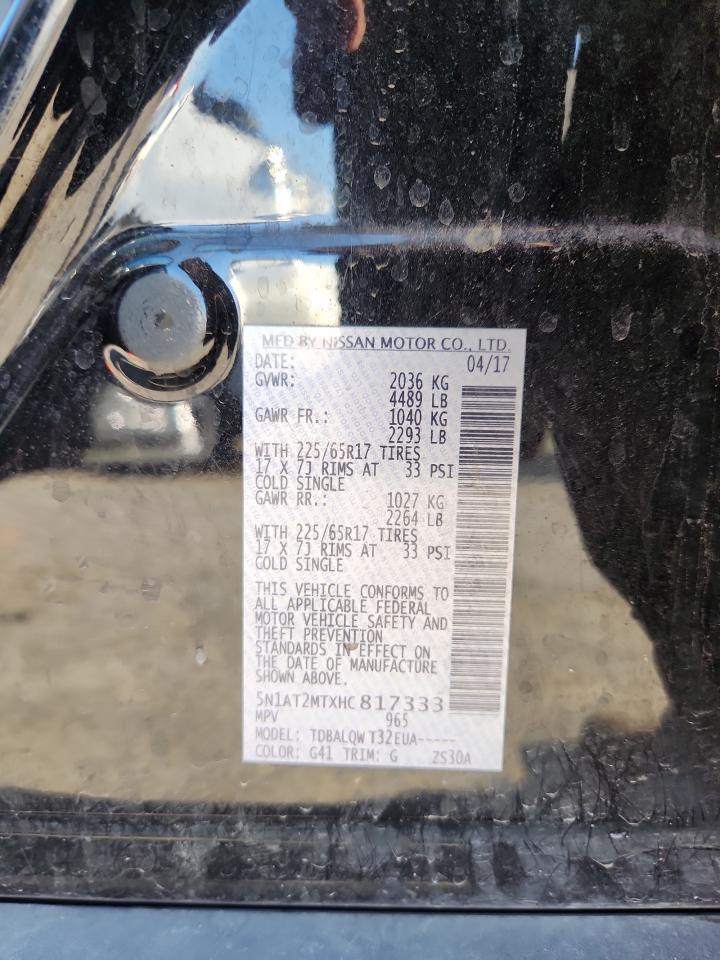 MFD BY NISSAN MOTOR CO., LTD.
DATE: 04/17
GVWR: 2036 KG
4489 LB
GAWR FR.: 1040 KG
2293 LB
WITH 225/65R17 TIRES
17 X 7J RIMS AT 33 PSI
COLD SINGLE
GAWR RR.: 1027 KG
2264 LB
WITH 225/65R17 TIRES
17 X 7J RIMS AT 33 PSI
COLD SINGLE
THIS VEHICLE CONFORMS TO
ALL APPLICABLE FEDERAL
MOTOR VEHICLE SAFETY AND
THEFT PREVENTION
STANDARDS IN EFFECT ON
THE DATE OF MANUFACTURE
SHOWN ABOVE.
5N1AT2MTXHC817333
MPV 965
MODEL: TDBALQW T32EUA-----
COLOR: G41 TRIM: G ZS30A